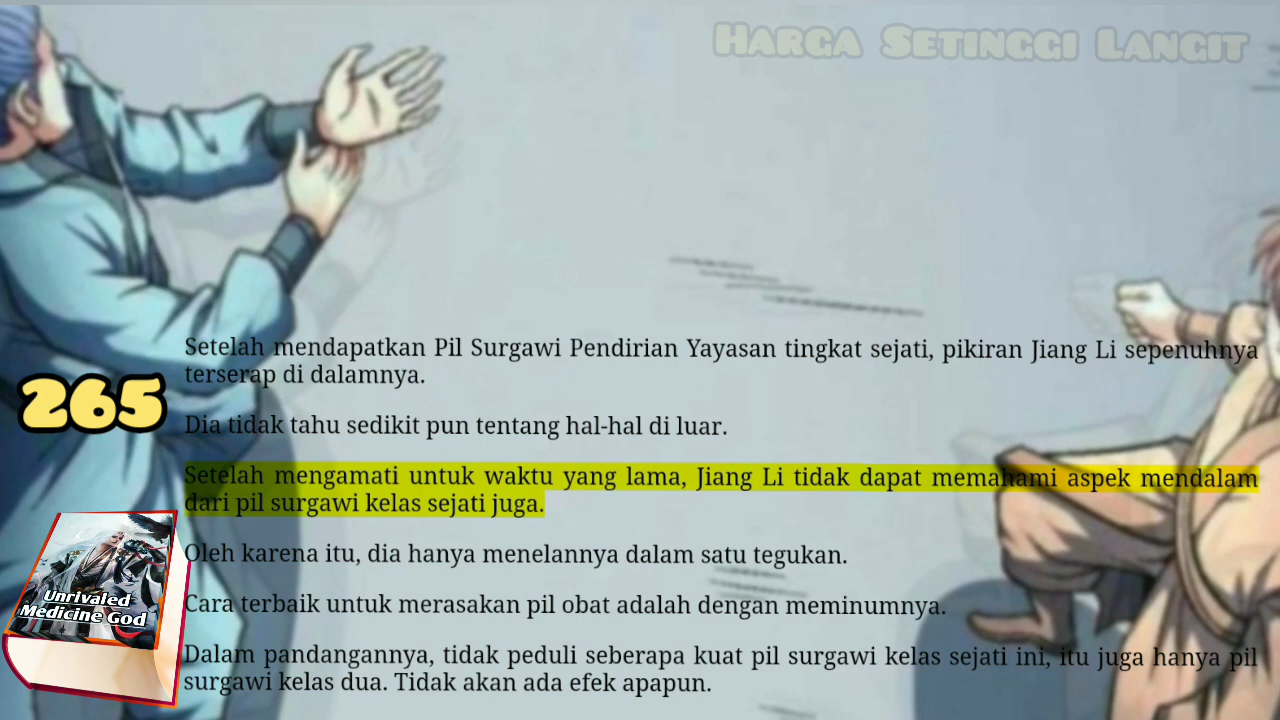 Harga Setinggi Langit
Setelah mendapatkan Pil Surgawi Pendirian Yayasan tingkat sejati, pikiran Jiang Li sepenuhnya
terserap di dalamnya.
Dia tidak tahu sedikit pun tentang hal-hal di luar.
265
Setelah mengamati untuk waktu yang lama, Jiang Li tidak dapat memahami aspek mendalam
dari pil surgawi kelas sejati juga.
Oleh karena itu, dia hanya menelannya dalam satu tegukan.
Cara terbaik untuk merasakan pil obat adalah dengan meminumnya.
Unrivaled
Medicine God
Dalam pandangannya, tidak peduli seberapa kuat pil surgawi kelas sejati ini, itu juga hanya pil
surgawi kelas dua. Tidak akan ada efek apapun.